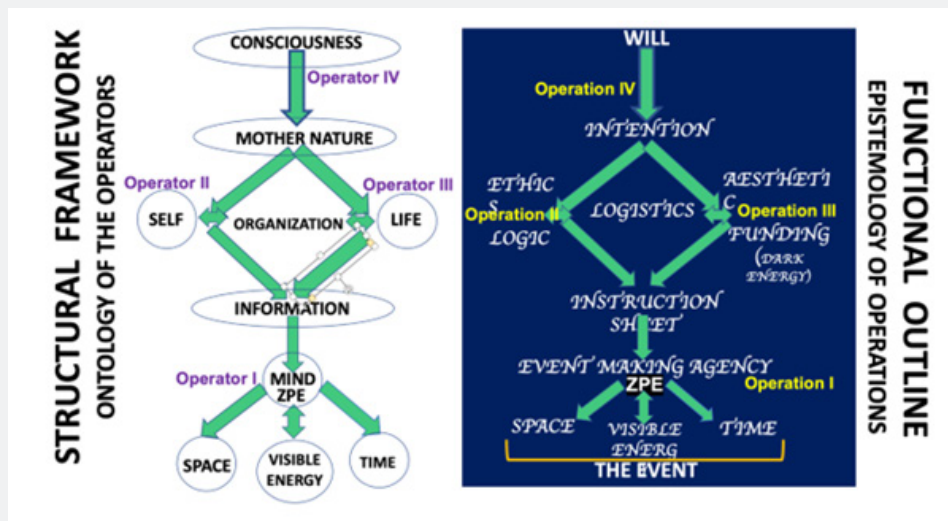 STRUCTURAL FRAMEWORK
ONTOLOGY OF THE OPERATORS
CONSCIOUSNESS
Operator IV
MOTHER NATURE
Operator II
Operator III
SELF
ORGANIZATION
LIFE
INFORMATION
Operator I
MIND
ZPE
SPACE
VISIBLE
ENERGY
TIME
WILL
Operation IV
INTENTION
ETHIC
S
AESTHETI
C
Operation II
LOGISTICS
Operation III
LOGIC
FUNDING
(DARK
ENERGY)
INSTRUCTION
SHEET
EVENT MAKING AGENCY
ZPE
Operation I
SPACE
VISIBLE
ENERG
TIME
THE EVENT
FUNCTIONAL OUTLINE
EPISTEMOLOGY OF OPERATIONS